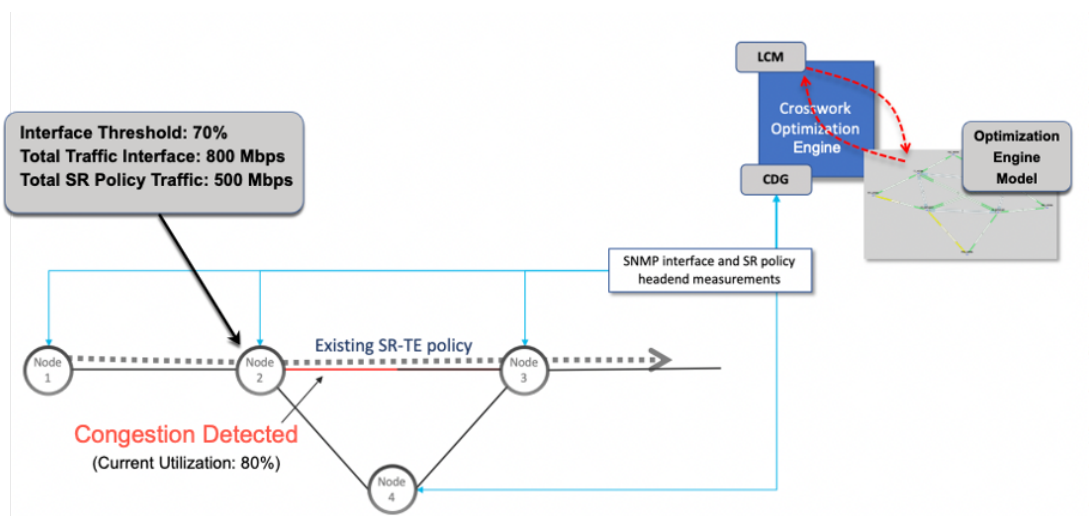 LCM
Crosswork
Optimization
Engine
CDG
Optimization
Engine
Model
Interface Threshold: 70%
Total Traffic Interface: 800 Mbps
Total SR Policy Traffic: 500 Mbps
SNMP interface and SR policy
headend measurements
Existing SR-TE policy
Node
1
Node
2
Node
3
Congestion Detected
(Current Utilization: 80%)
Node
4